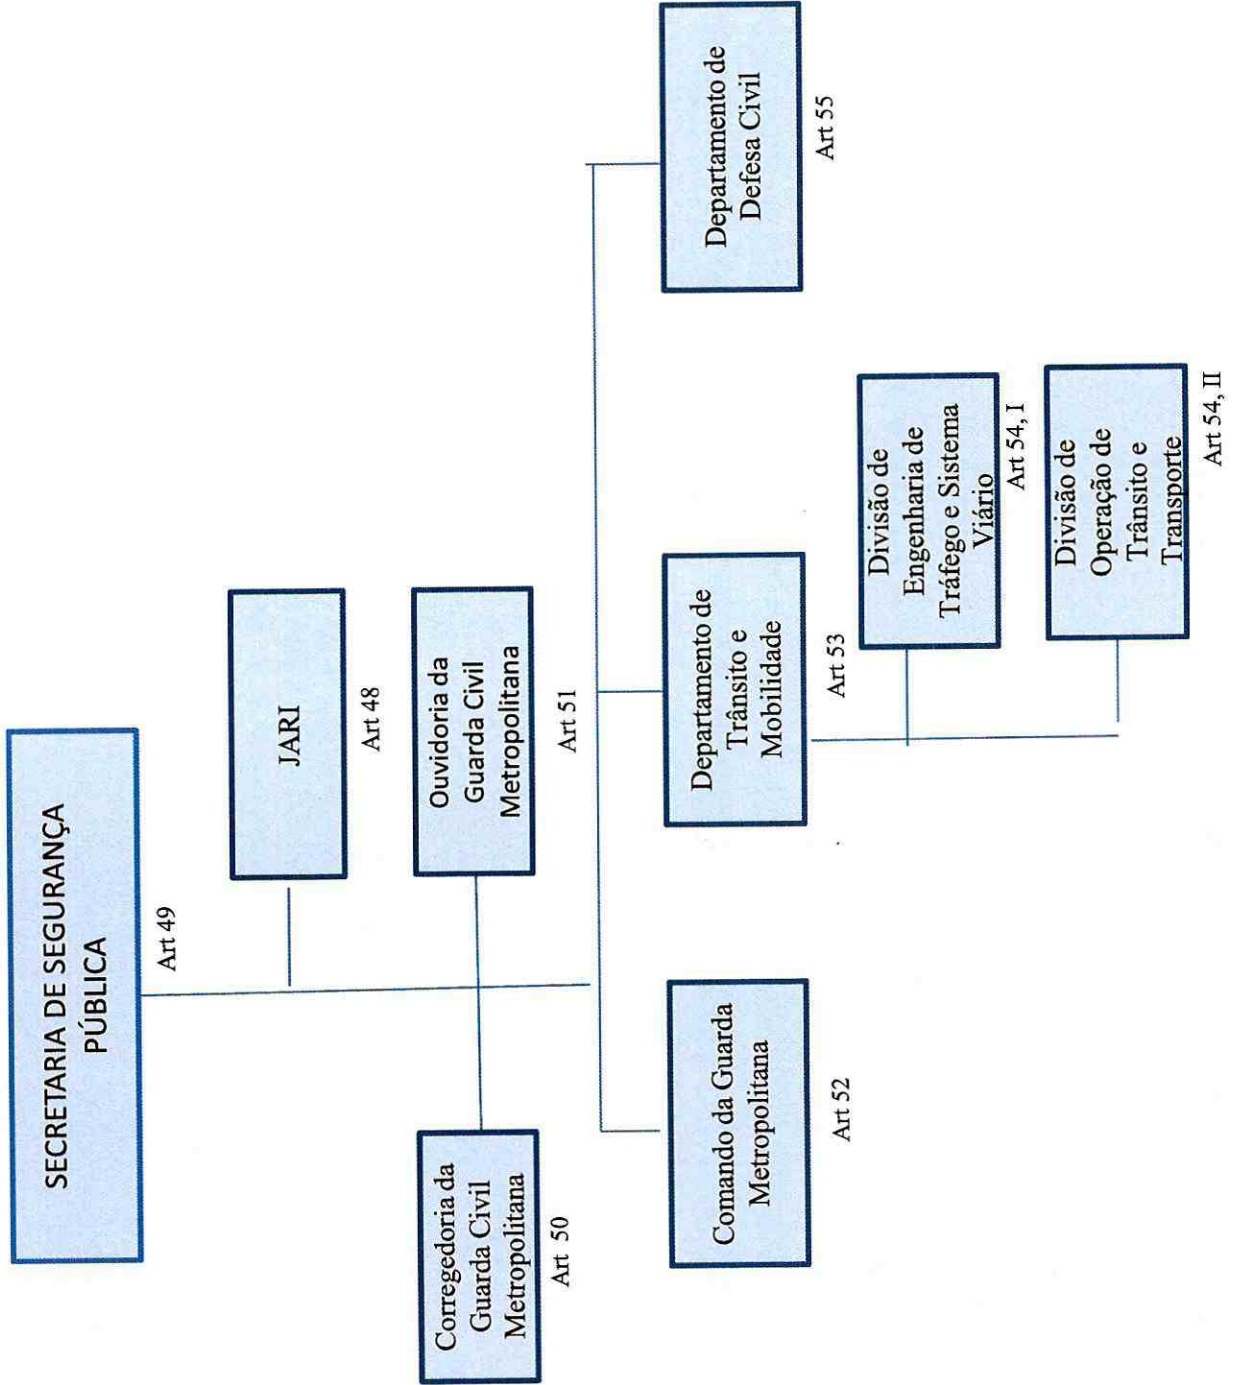 SECRETARIA DE SEGURANÇA
PÚBLICA
Art 49
JARI
Art 48
Corregedoria da
Guarda Civil
Metropolitana
Art 50
Ouvidoria da
Guarda Civil
Metropolitana
Art 51
Comando da Guarda
Metropolitana
Art 52
Departamento de
Trânsito e
Mobilidade
Art 53
Departamento de
Defesa Civil
Art 55
Divisão de
Engenharia de
Tráfego e Sistema
Viário
Art 54, I
Divisão de
Operação de
Trânsito e
Transporte
Art 54, II